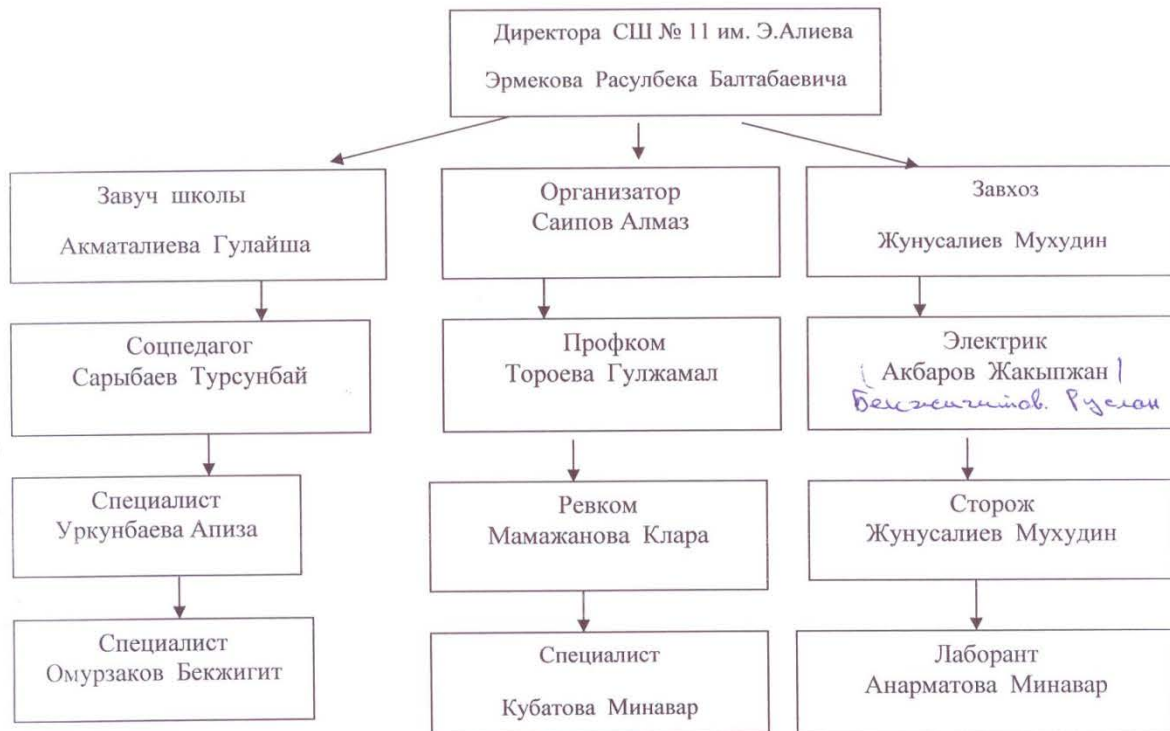 Директора СШ № 11 им. Э.Алиева
Эрмекова Расулбека Балтабаевича
Завуч школы
Акматалиева Гулайша
Организатор
Саипов Алмаз
Завхоз
Жунусалиев Мухудин
Соцпедагог
Сарыбаев Турсунбай
Профком
Тороева Гулжамал
Электрик
Акбаров Жакыпжан
Руслан
Специалист
Уркунбаева Апиза
Ревком
Мамажанова Клара
Сторож
Жунусалиев Мухудин
Специалист
Омурзаков Бекжигит
Специалист
Кубатова Минавар
Лаборант
Анарматова Минавар